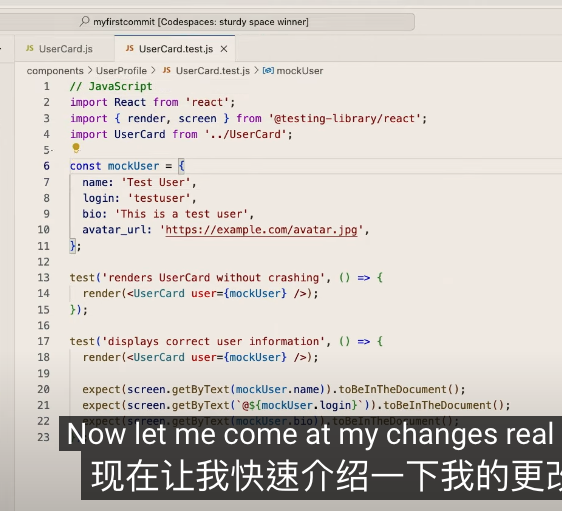 myfirstcommit [Codespaces: sturdy space winner]
JS UserCard.js JS UserCard.test.js ×
components > UserProfile > JS UserCard.test.js > mockUser
1 // JavaScript
2 import React from 'react';
3 import { render, screen } from '@testing-library/react';
4 import UserCard from '../UserCard';
5
6 const mockUser = {
7 name: 'Test User',
8 login: 'testuser',
9 bio: 'This is a test user',
10 avatar_url: 'https://example.com/avatar.jpg',
11 };
12
13 test('renders UserCard without crashing', () => {
14 render(<UserCard user={mockUser} />);
15 });
16
17 test('displays correct user information', () => {
18 render(<UserCard user={mockUser} />);
19
20 expect(screen.getByText(mockUser.name)).toBeInTheDocument();
21 expect(screen.getByText(`@${mockUser.login}`)).toBeInTheDocument();
22 expect(screen.getByText(mockUser.bio)).toBeInTheDocument();
23
Now let me come at my changes real
现在让我快速介绍一下我的更改